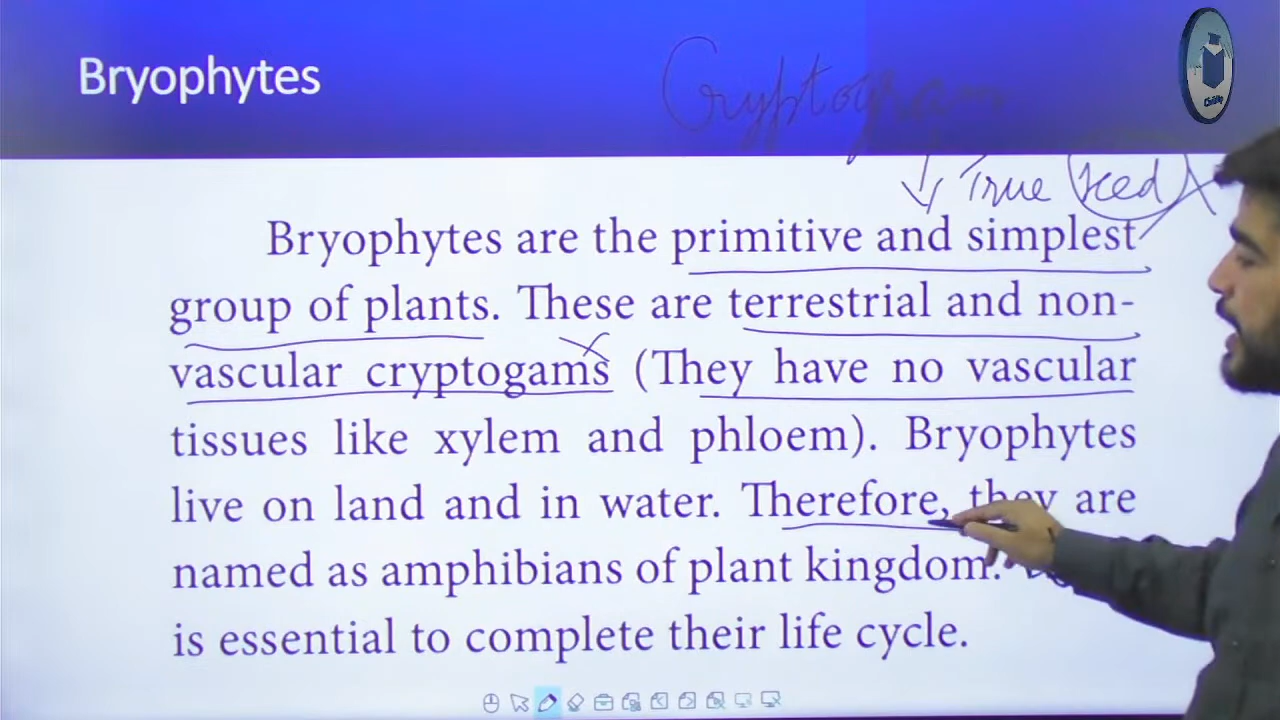 Bryophytes
Cryptogram
True Seed
Bryophytes are the primitive and simplest
group of plants. These are terrestrial and non-
vascular cryptogams (They have no vascular
tissues like xylem and phloem). Bryophytes
live on land and in water. Therefore, they are
named as amphibians of plant kingdom.
is essential to complete their life cycle.